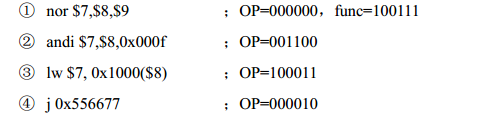 ① nor $7,$8,$9 ；OP=000000，func=100111
② andi $7,$8,0x000f ；OP=001100
③ lw $7, 0x1000($8) ；OP=100011
④ j 0x556677 ；OP=000010